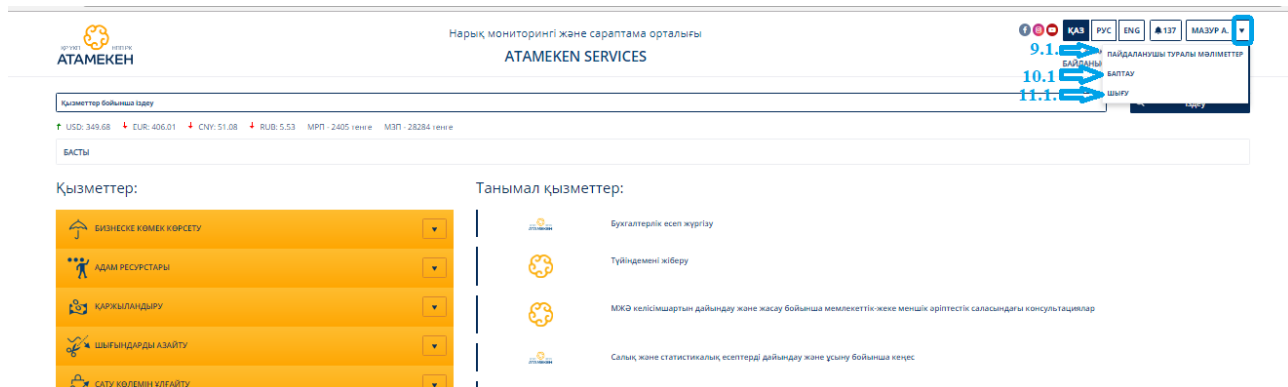 ATAMEKEN
Нарық мониторингі және сараптама орталығы
ATAMEKEN SERVICES
ҚАЗ РУС ENG 137 МАЗУР А. ▼
9.1. ПАЙДАЛАНУШЫ ТУРАЛЫ МӘЛІМЕТТЕР
10.1 БАПТАУ
11.1. ШЫҒУ
Қызметтер бойынша іздеу
Іздеу
USD: 349.68 EUR: 406.01 CNY: 51.08 RUB: 5.53 МРП - 2405 тенге МЗП - 28284 тенге
БАСТЫ
Қызметтер:
БИЗНЕСКЕ КӨМЕК КӨРСЕТУ
АДАМ РЕСУРСТАРЫ
ҚАРЖЫЛАНДЫРУ
ШЫҒЫНДАРДЫ АЗАЙТУ
САТУ КӨЛЕМІН ҰЛҒАЙТУ
Танымал қызметтер:
Бухгалтерлік есеп жүргізу
Түйіндемені жіберу
МЖӘ келісімшартын дайындау және жасау бойынша мемлекеттік-жеке меншік әріптестік саласындағы консультациялар
Салық және статистикалық есептерді дайындау және ұсыну бойынша кеңес